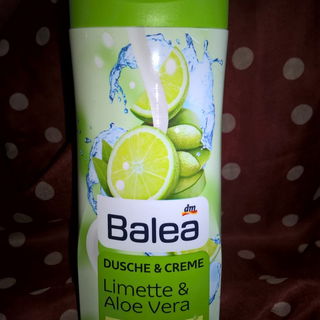 dm
Balea
DUSCHE & CREME
Limette &
Aloe Vera